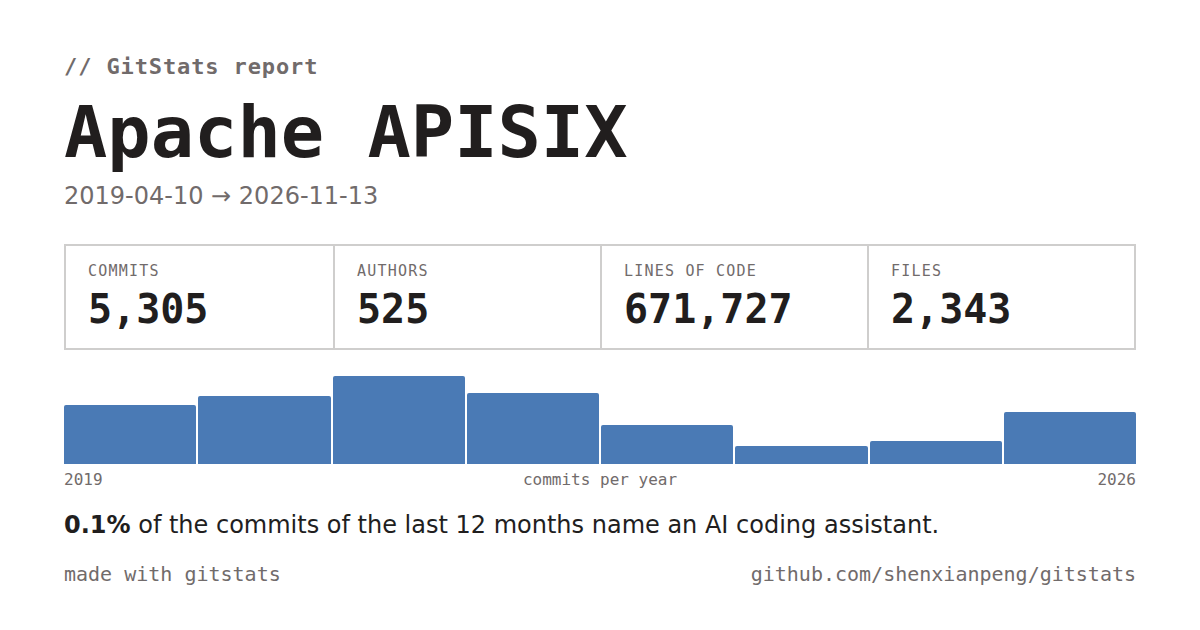 // GitStats report
Apache APISIX
2019-04-10 → 2026-11-13
COMMITS AUTHORS LINES OF CODE FILES
5,305 525 671,727 2,343
2019 commits per year 2026
0.1% of the commits of the last 12 months name an AI coding assistant.
made with gitstats github.com/shenxianpeng/gitstats